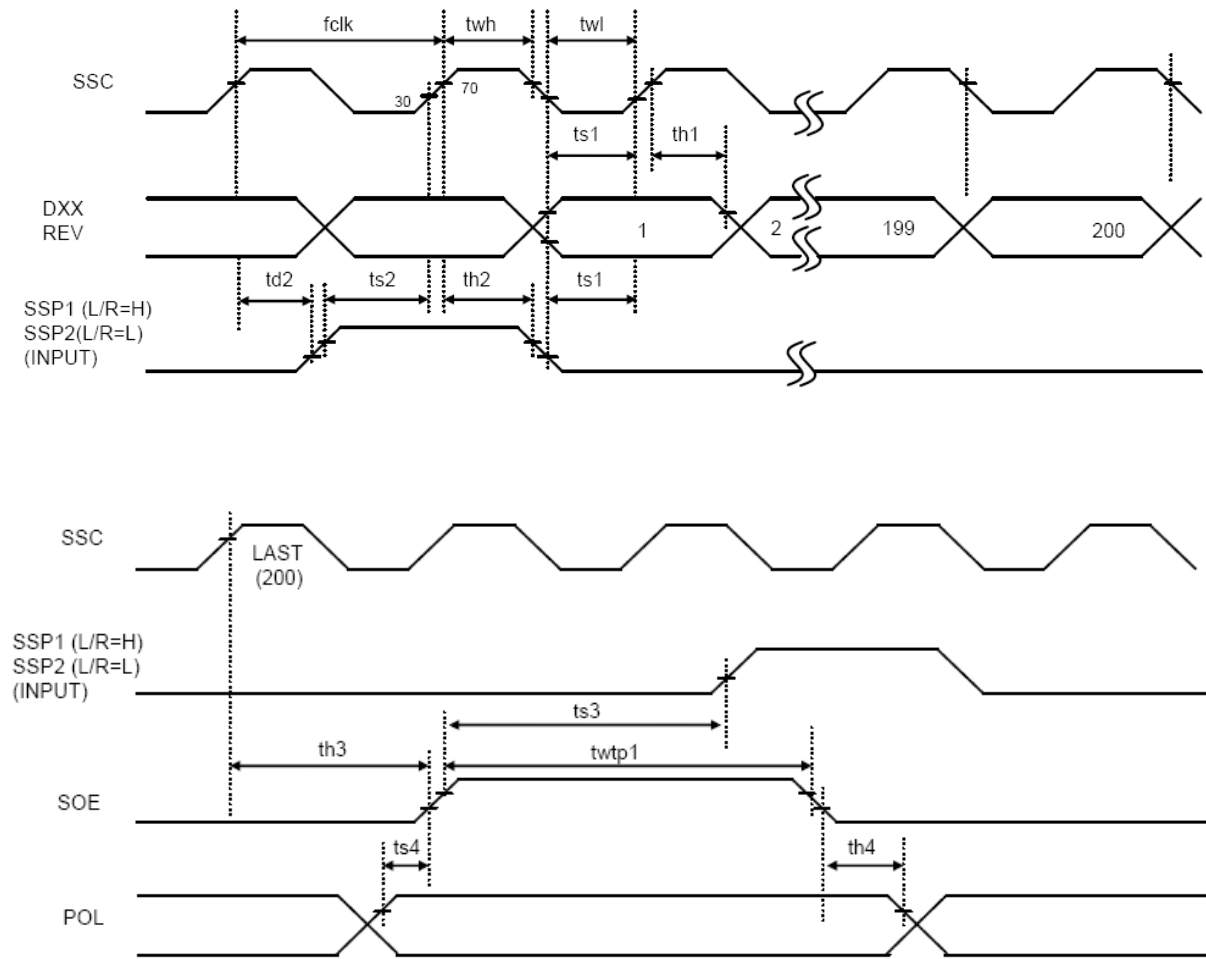 fclk twh twl
SSC
30 70
ts1 th1
DXX
REV
1 2 199 200
td2 ts2 th2 ts1
SSP1 (L/R=H)
SSP2(L/R=L)
(INPUT)
SSC
LAST
(200)
SSP1 (L/R=H)
SSP2 (L/R=L)
(INPUT)
ts3
th3 twtp1
SOE
ts4 th4
POL